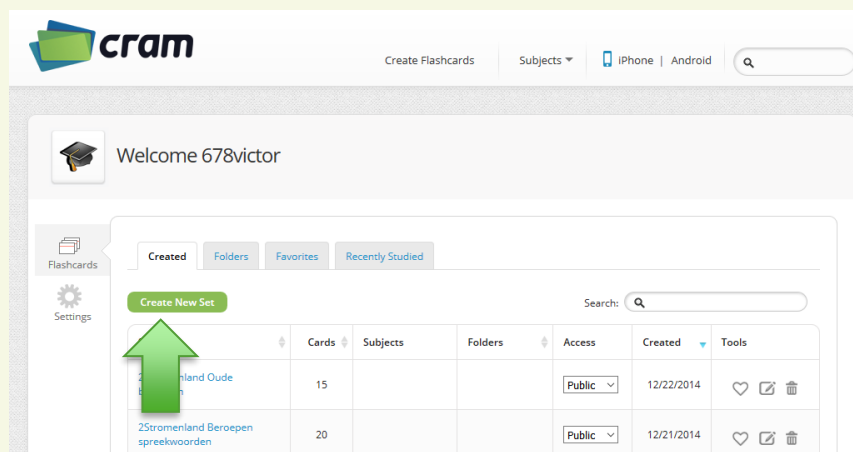 cram
Create Flashcards Subjects iPhone | Android
Welcome 678victor
Flashcards
Settings
Created Folders Favorites Recently Studied
Create New Set Search:
Cards Subjects Folders Access Created Tools
land Oude
15 Public 12/22/2014
2Stromenland Beroepen
spreekwoorden
20 Public 12/21/2014